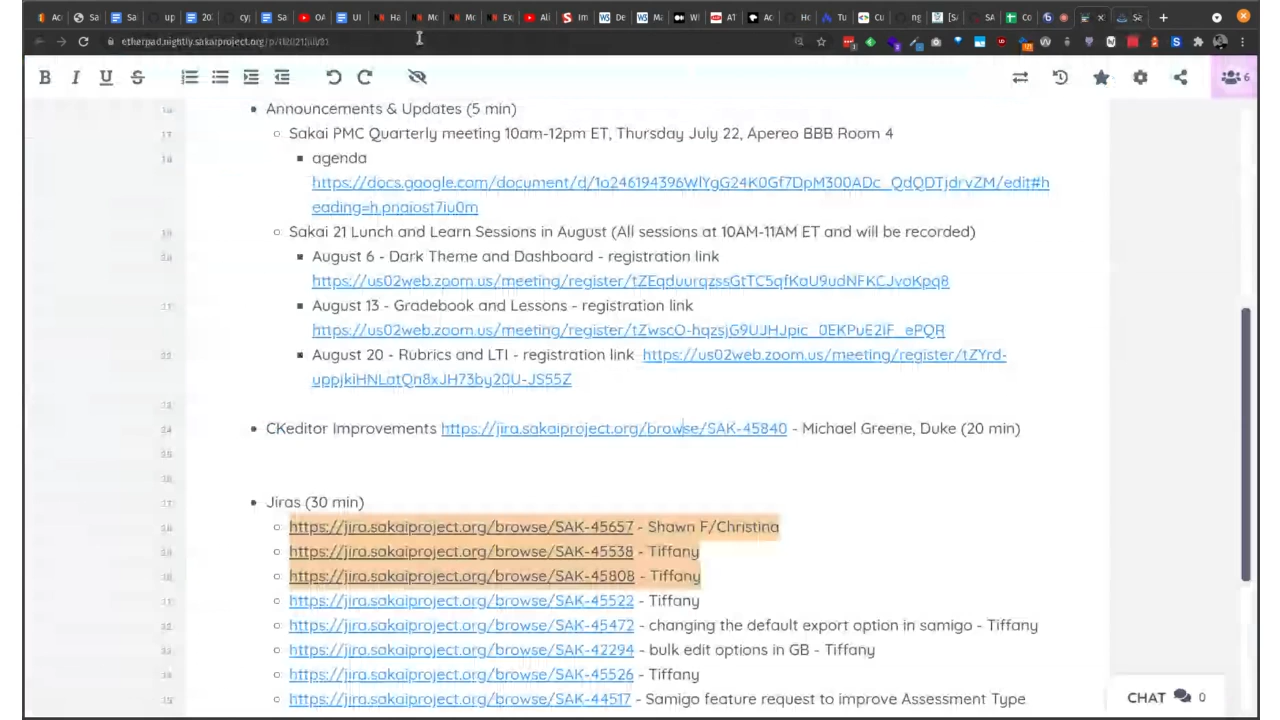 B I U S
6
Announcements & Updates (5 min)
Sakai PMC Quarterly meeting 10am-12pm ET, Thursday July 22, Apereo BBB Room 4
agenda
https://docs.google.com/document/d/1o246194396WlYgG24K0Gf7DpM300ADc_QdQDTjdrvZM/edit#h
eading=h.pnaiost7iu0m
Sakai 21 Lunch and Learn Sessions in August (All sessions at 10AM-11AM ET and will be recorded)
August 6 - Dark Theme and Dashboard - registration link
https://us02web.zoom.us/meeting/register/tZEqduurqzssGtTC5qfKaU9udNFKCJvoKpq8
August 13 - Gradebook and Lessons - registration link
https://us02web.zoom.us/meeting/register/tZwscO-hqzsjG9UJHJpic_0EKPuE2iF_ePQR
August 20 - Rubrics and LTI - registration link https://us02web.zoom.us/meeting/register/tZYrd-
uppjkiHNLatQn8xJH73by20U-JS55Z
CKeditor Improvements https://jira.sakaiproject.org/browse/SAK-45840 - Michael Greene, Duke (20 min)
Jiras (30 min)
https://jira.sakaiproject.org/browse/SAK-45657 - Shawn F/Christina
https://jira.sakaiproject.org/browse/SAK-45538 - Tiffany
https://jira.sakaiproject.org/browse/SAK-45808 - Tiffany
https://jira.sakaiproject.org/browse/SAK-45522 - Tiffany
https://jira.sakaiproject.org/browse/SAK-45472 - changing the default export option in samigo - Tiffany
https://jira.sakaiproject.org/browse/SAK-42294 - bulk edit options in GB - Tiffany
https://jira.sakaiproject.org/browse/SAK-45526 - Tiffany
https://jira.sakaiproject.org/browse/SAK-44517 - Samigo feature request to improve Assessment Type
CHAT 0